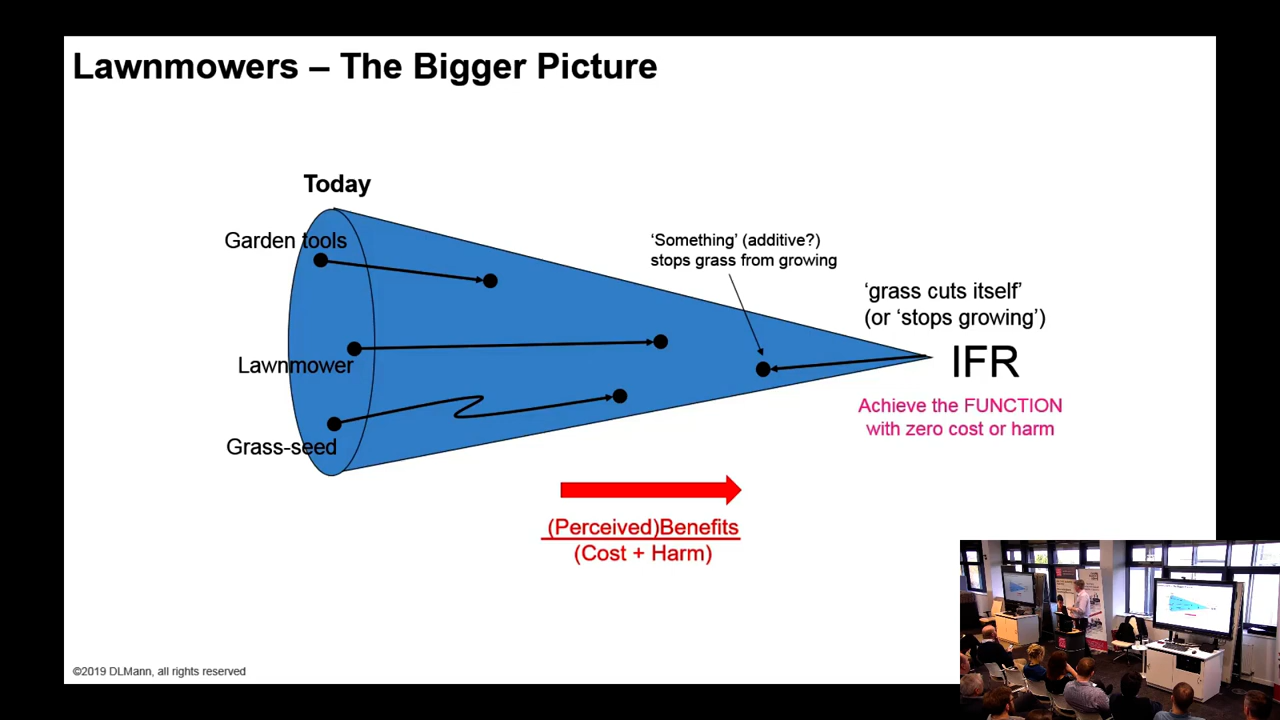 Lawnmowers – The Bigger Picture
Today
Garden tools
Lawnmower
Grass-seed
‘Something’ (additive?)
stops grass from growing
‘grass cuts itself’
(or ‘stops growing’)
IFR
Achieve the FUNCTION
with zero cost or harm
(Perceived)Benefits
(Cost + Harm)
©2019 DLMann, all rights reserved